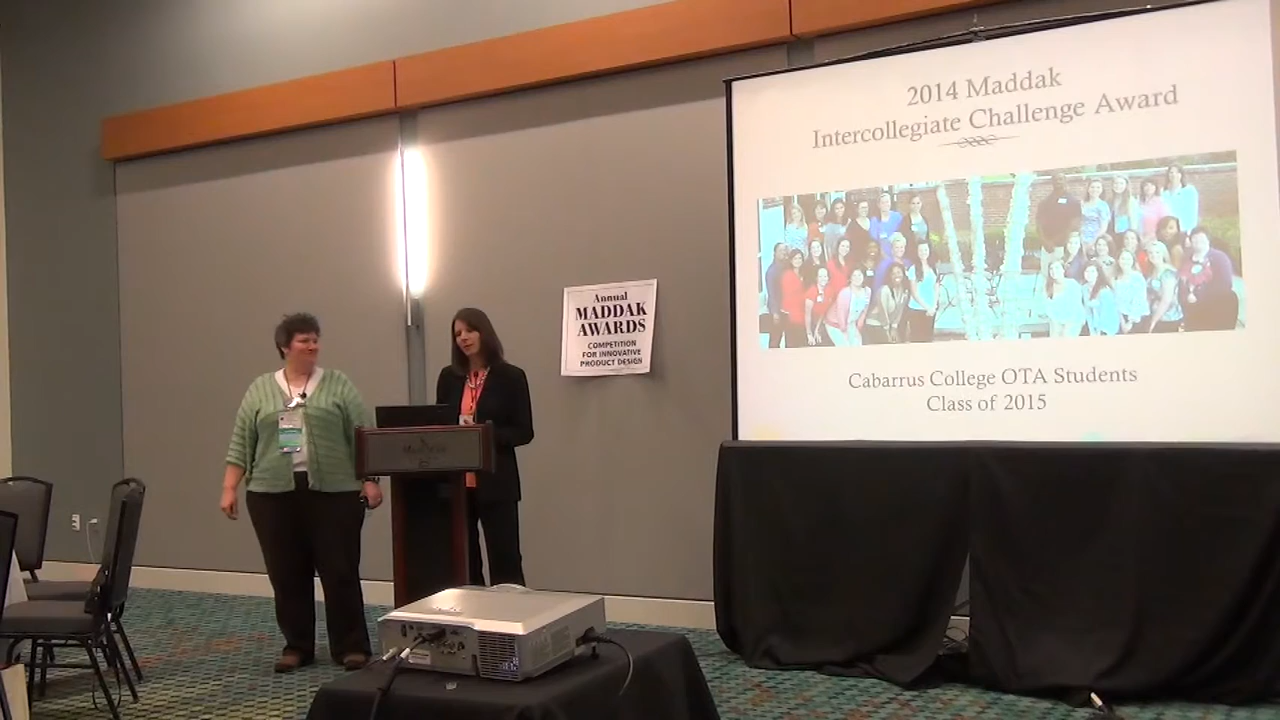 2014 Maddak
Intercollegiate Challenge Award
Annual
MADDAK
AWARDS
COMPETITION
FOR INNOVATIVE
PRODUCT DESIGN
Cabarrus College OTA Students
Class of 2015